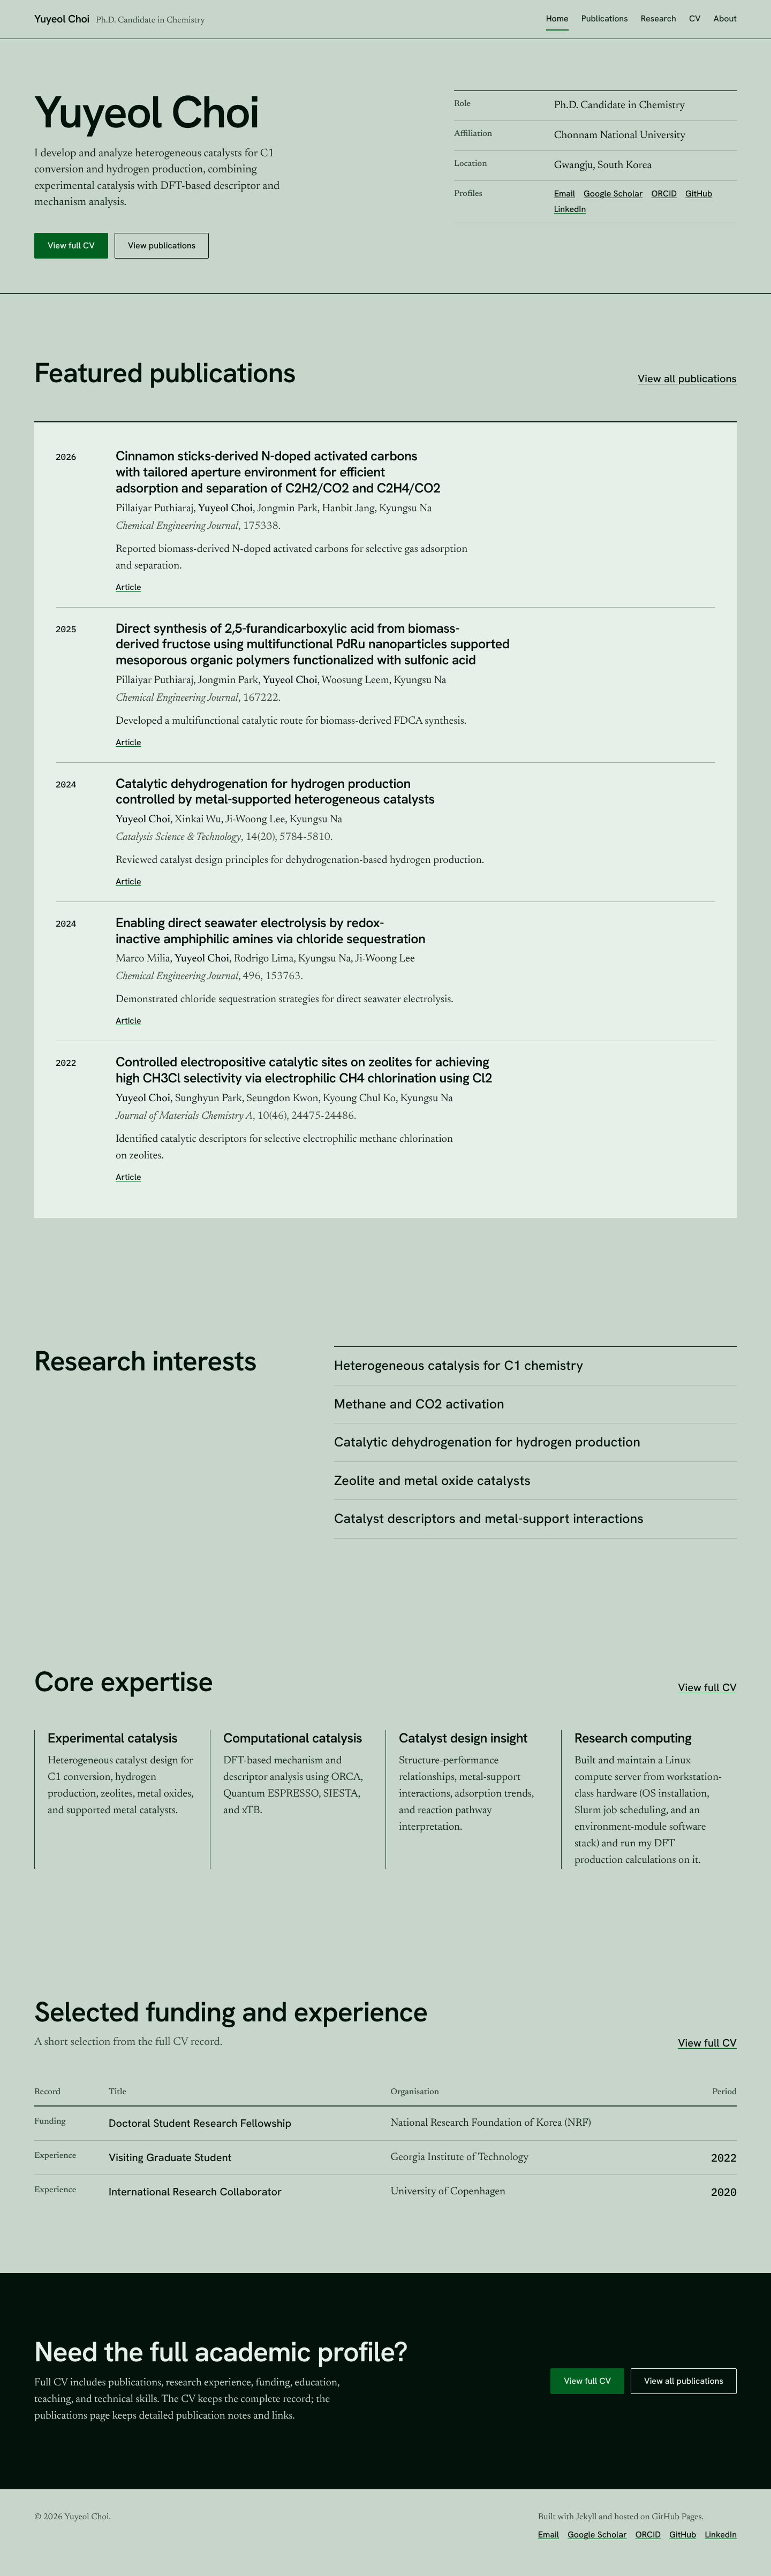 Yuyeol Choi Ph.D. Candidate in Chemistry
Home Publications Research CV About
Yuyeol Choi
I develop and analyze heterogeneous catalysts for C1
conversion and hydrogen production, combining
experimental catalysis with DFT-based descriptor and
mechanism analysis.
View full CV View publications
Role Ph.D. Candidate in Chemistry
Affiliation Chonnam National University
Location Gwangju, South Korea
Profiles Email Google Scholar ORCID GitHub
LinkedIn
Featured publications
View all publications
2026
Cinnamon sticks-derived N-doped activated carbons
with tailored aperture environment for efficient
adsorption and separation of C2H2/CO2 and C2H4/CO2
Pillaiyar Puthiaraj, Yuyeol Choi, Jongmin Park, Hanbit Jang, Kyungsu Na
Chemical Engineering Journal, 175338.
Reported biomass-derived N-doped activated carbons for selective gas adsorption
and separation.
Article
2025
Direct synthesis of 2,5-furandicarboxylic acid from biomass-
derived fructose using multifunctional PdRu nanoparticles supported
mesoporous organic polymers functionalized with sulfonic acid
Pillaiyar Puthiaraj, Jongmin Park, Yuyeol Choi, Woosung Leem, Kyungsu Na
Chemical Engineering Journal, 167222.
Developed a multifunctional catalytic route for biomass-derived FDCA synthesis.
Article
2024
Catalytic dehydrogenation for hydrogen production
controlled by metal-supported heterogeneous catalysts
Yuyeol Choi, Xinkai Wu, Ji-Woong Lee, Kyungsu Na
Catalysis Science & Technology, 14(20), 5784-5810.
Reviewed catalyst design principles for dehydrogenation-based hydrogen production.
Article
2024
Enabling direct seawater electrolysis by redox-
inactive amphiphilic amines via chloride sequestration
Marco Milia, Yuyeol Choi, Rodrigo Lima, Kyungsu Na, Ji-Woong Lee
Chemical Engineering Journal, 496, 153763.
Demonstrated chloride sequestration strategies for direct seawater electrolysis.
Article
2022
Controlled electropositive catalytic sites on zeolites for achieving
high CH3Cl selectivity via electrophilic CH4 chlorination using Cl2
Yuyeol Choi, Sunghyun Park, Seungdon Kwon, Kyoung Chul Ko, Kyungsu Na
Journal of Materials Chemistry A, 10(46), 24475-24486.
Identified catalytic descriptors for selective electrophilic methane chlorination
on zeolites.
Article
Research interests
Heterogeneous catalysis for C1 chemistry
Methane and CO2 activation
Catalytic dehydrogenation for hydrogen production
Zeolite and metal oxide catalysts
Catalyst descriptors and metal-support interactions
Core expertise
View full CV
Experimental catalysis
Heterogeneous catalyst design for
C1 conversion, hydrogen
production, zeolites, metal oxides,
and supported metal catalysts.
Computational catalysis
DFT-based mechanism and
descriptor analysis using ORCA,
Quantum ESPRESSO, SIESTA,
and xTB.
Catalyst design insight
Structure-performance
relationships, metal-support
interactions, adsorption trends,
and reaction pathway
interpretation.
Research computing
Built and maintain a Linux
compute server from workstation-
class hardware (OS installation,
Slurm job scheduling, and an
environment-module software
stack) and run my DFT
production calculations on it.
Selected funding and experience
A short selection from the full CV record.
View full CV
Record Title Organisation Period
Funding Doctoral Student Research Fellowship National Research Foundation of Korea (NRF)
Experience Visiting Graduate Student Georgia Institute of Technology 2022
Experience International Research Collaborator University of Copenhagen 2020
Need the full academic profile?
Full CV includes publications, research experience, funding, education,
teaching, and technical skills. The CV keeps the complete record; the
publications page keeps detailed publication notes and links.
View full CV View all publications
© 2026 Yuyeol Choi.
Built with Jekyll and hosted on GitHub Pages.
Email Google Scholar ORCID GitHub LinkedIn